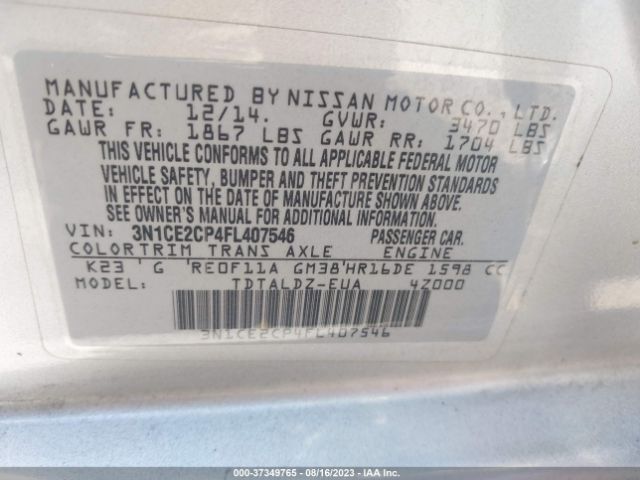 MANUFACTURED BY NISSAN MOTOR CO., LTD.
DATE: 12/14. GVWR: 3470 LBS
GAWR FR: 1867 LBS GAWR RR: 1704 LBS
THIS VEHICLE CONFORMS TO ALL APPLICABLE FEDERAL MOTOR
VEHICLE SAFETY, BUMPER AND THEFT PREVENTION STANDARDS
IN EFFECT ON THE DATE OF MANUFACTURE SHOWN ABOVE.
SEE OWNER'S MANUAL FOR ADDITIONAL INFORMATION.
VIN: 3N1CE2CP4FL407546 PASSENGER CAR.
COLORTRIM TRANS AXLE ENGINE
K23 ' G 'RE0F11A GM38'HR16DE 1598 CC
MODEL: TDTALDZ-EUA 4Z000
3N1CE2CP4FL407546
000-37349765 - 08/16/2023 - IAA Inc.